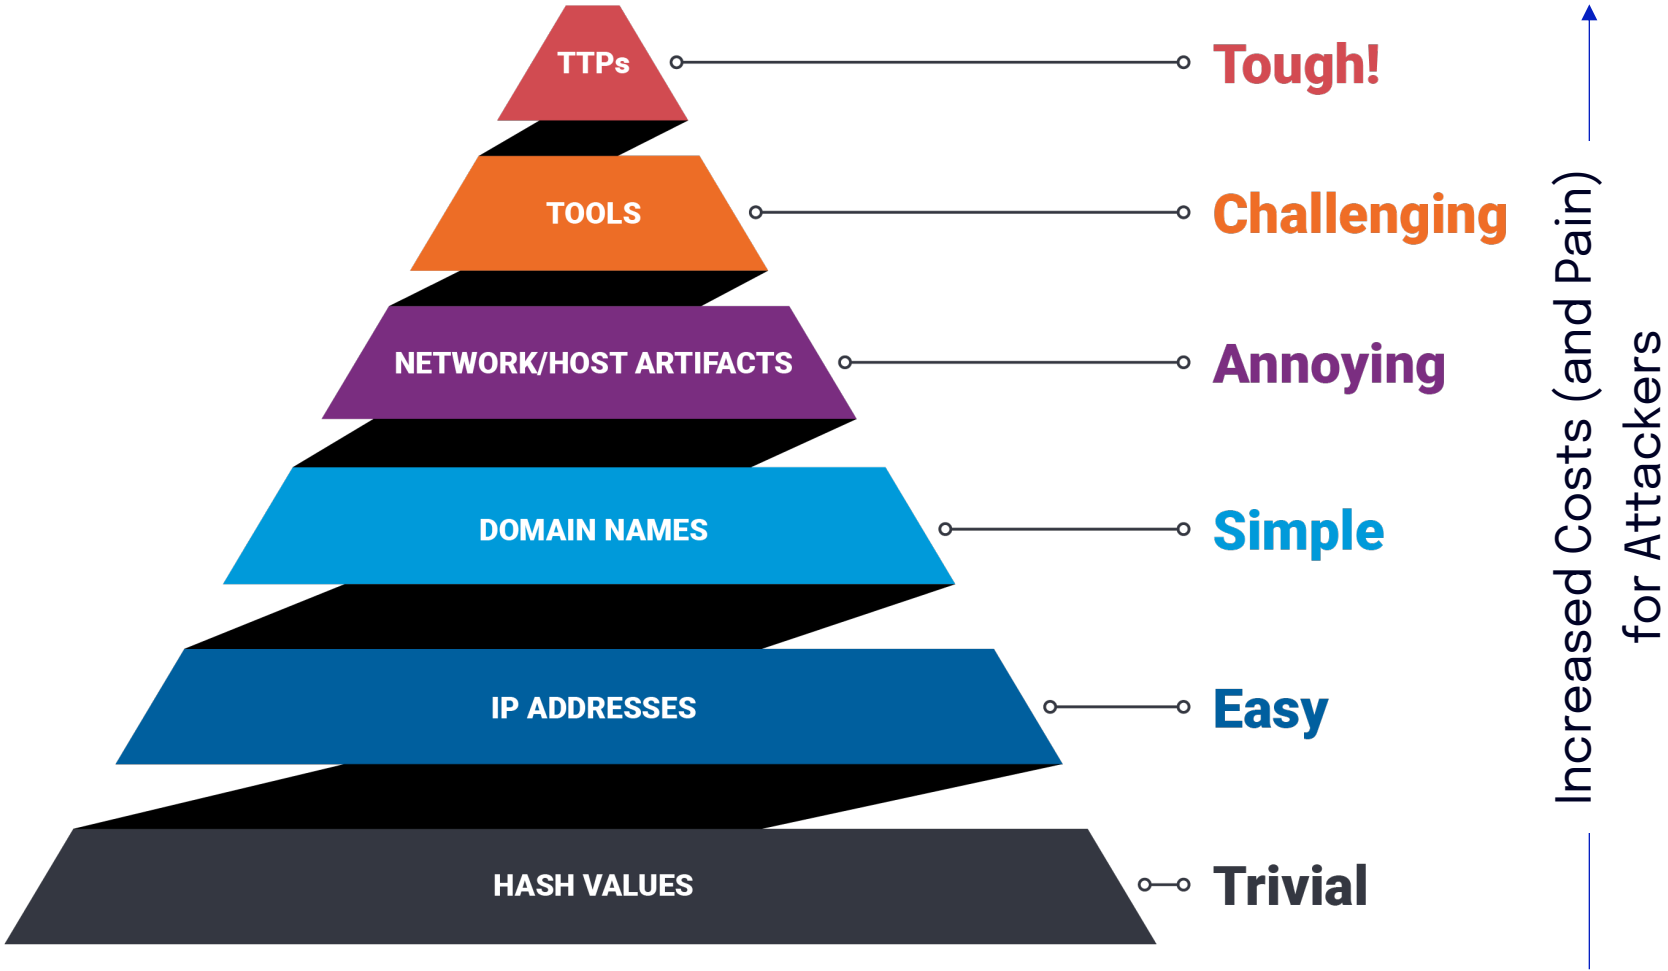 TTPs
Tough!
TOOLS
Challenging
NETWORK/HOST ARTIFACTS
Annoying
DOMAIN NAMES
Simple
IP ADDRESSES
Easy
HASH VALUES
Trivial
Increased Costs (and Pain)
for Attackers